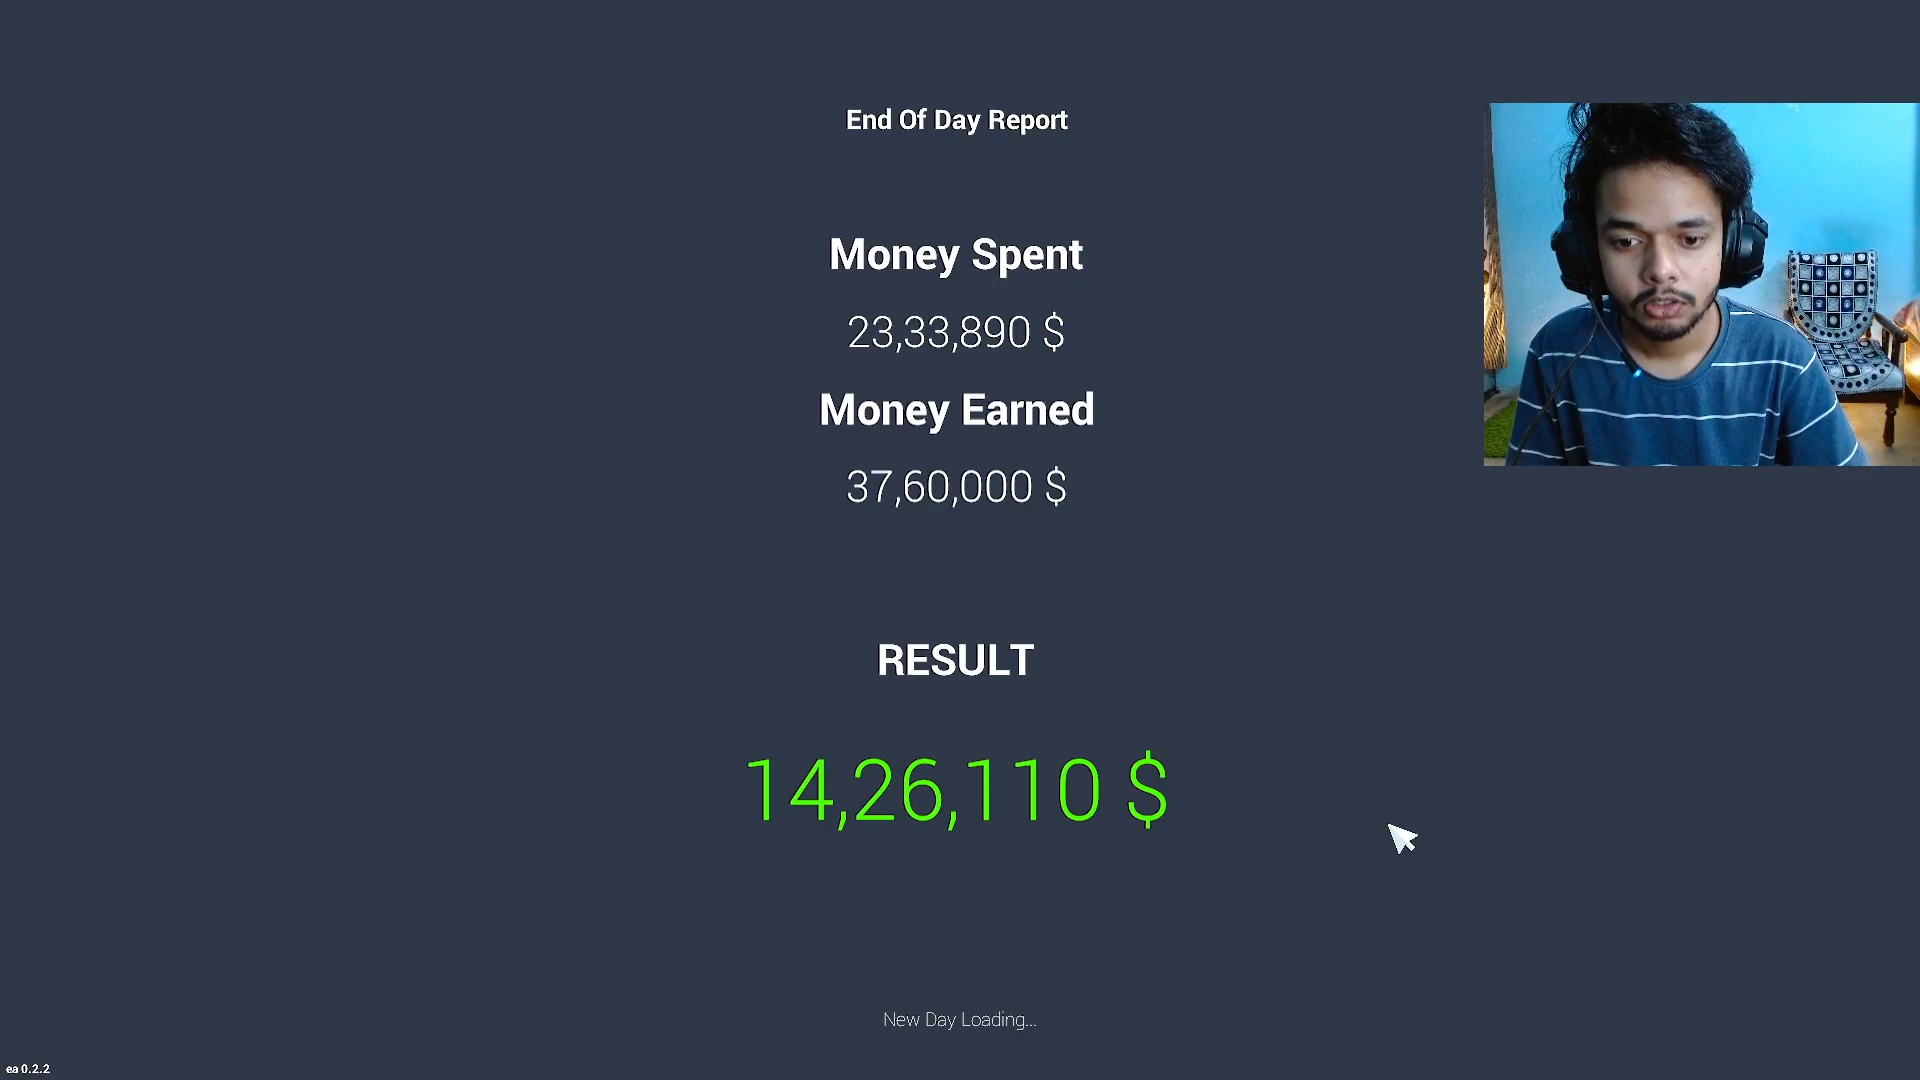 End Of Day Report
Money Spent
23,33,890 $
Money Earned
37,60,000 $
RESULT
14,26,110 $
New Day Loading...
ea 0.2.2